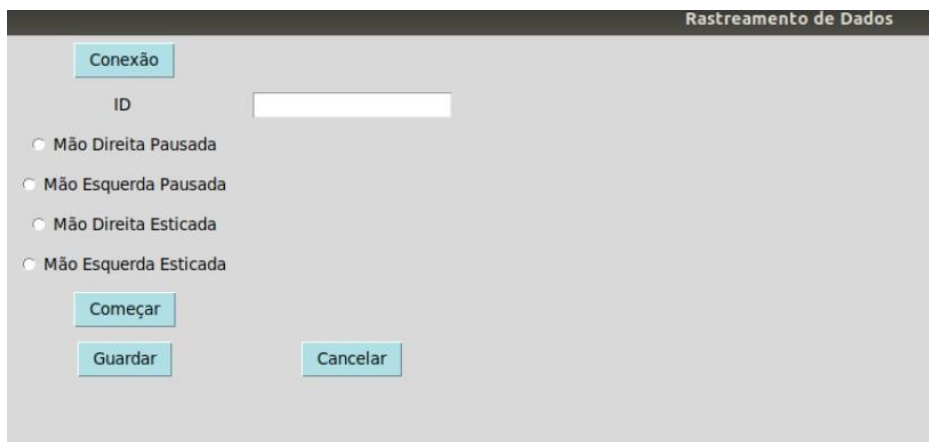 Rastreamento de Dados
Conexão
ID
Mão Direita Pausada
Mão Esquerda Pausada
Mão Direita Esticada
Mão Esquerda Esticada
Começar
Guardar Cancelar